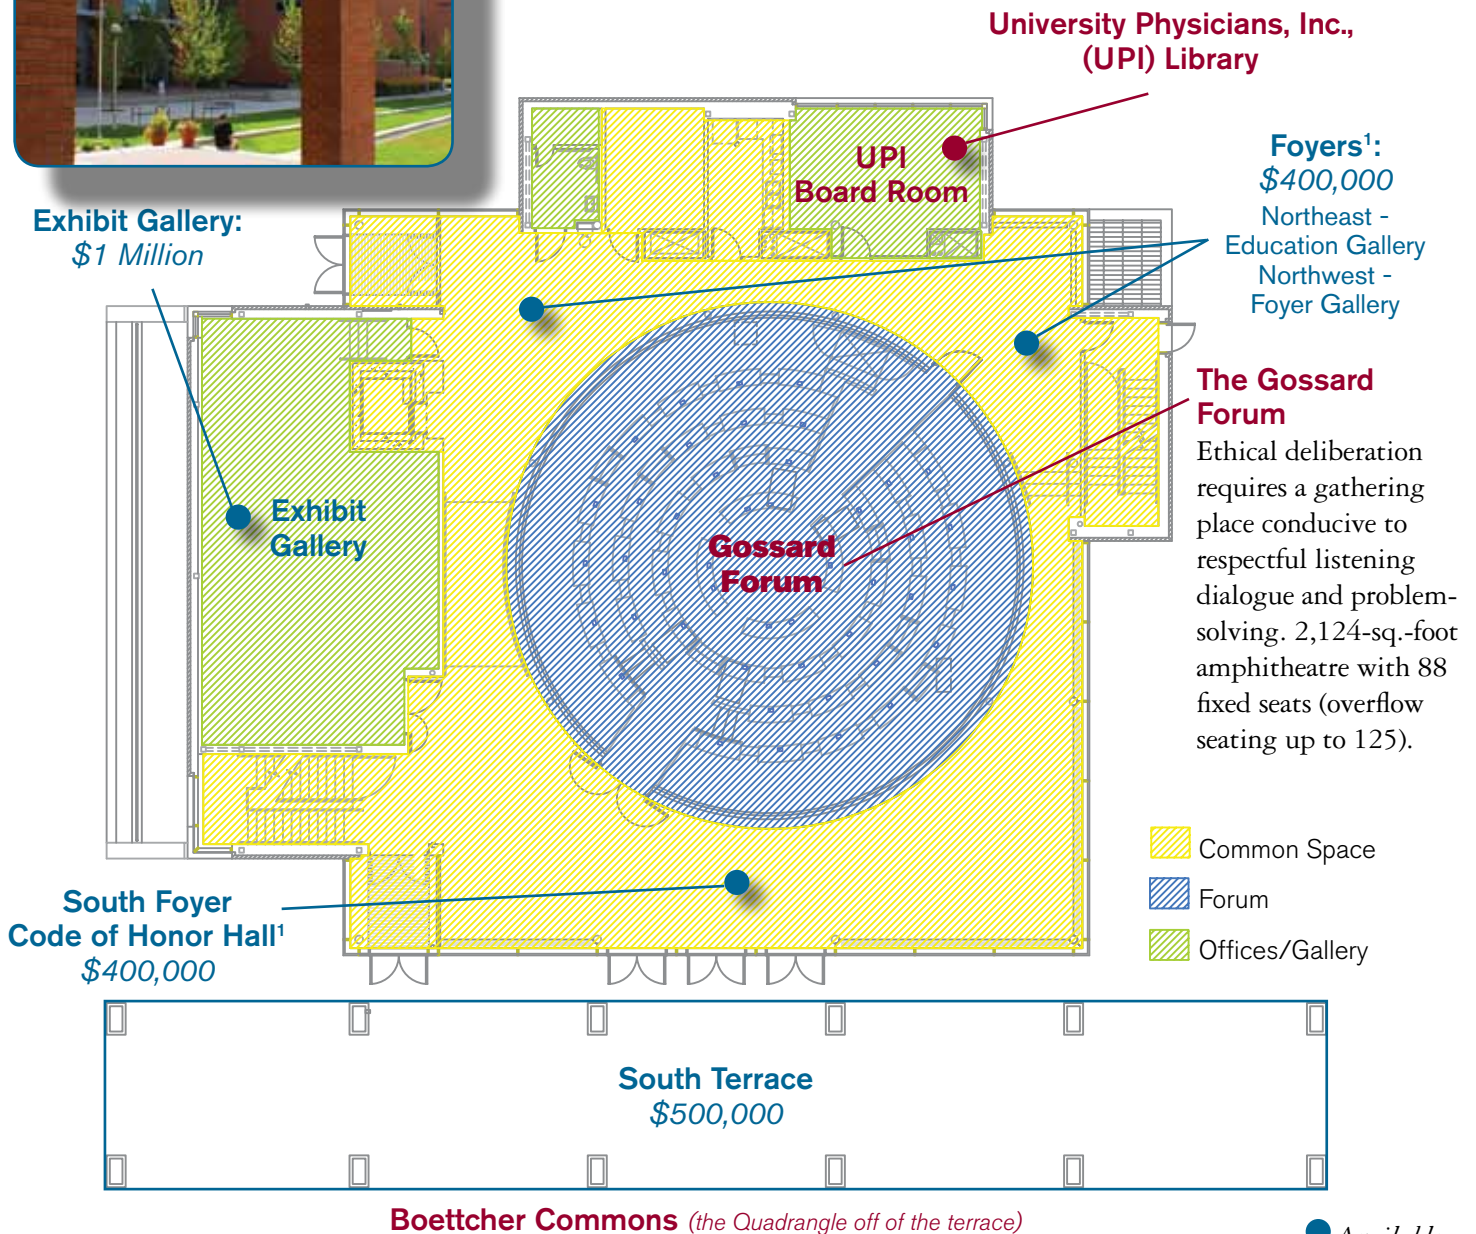 University Physicians, Inc.,
(UPI) Library
Foyers¹:
$400,000
Northeast -
Education Gallery
Northwest -
Foyer Gallery
UPI
Board Room
Exhibit Gallery:
$1 Million
The Gossard
Forum
Ethical deliberation
requires a gathering
place conducive to
respectful listening
dialogue and problem-
solving. 2,124-sq.-foot
amphitheatre with 88
fixed seats (overflow
seating up to 125).
Exhibit
Gallery
Gossard
Forum
Common Space
Forum
Offices/Gallery
South Foyer
Code of Honor Hall¹
$400,000
South Terrace
$500,000
Boettcher Commons (the Quadrangle off of the terrace)